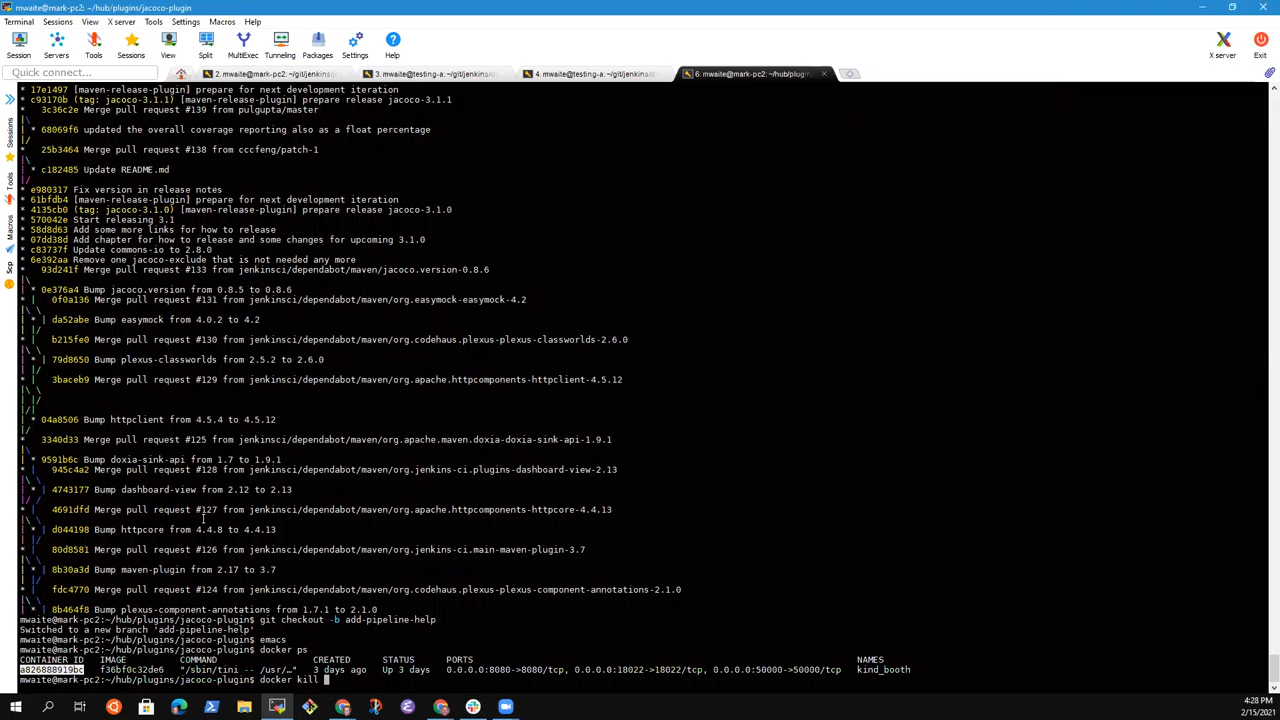 mwaite@mark-pc2: ~/hub/plugins/jacoco-plugin
Terminal Sessions View X server Tools Settings Macros Help
Session Servers Tools Sessions View Split MultiExec Tunneling Packages Settings Help X server Exit
Quick connect...
2. mwaite@mark-pc2: ~/git/jenkins/
3. mwaite@testing-a: ~/git/jenkins/d
4. mwaite@testing-a: ~/git/jenkins/d
6. mwaite@mark-pc2: ~/hub/plugin
Sessions
Tools
Macros
Scp
* 17e1497 [maven-release-plugin] prepare for next development iteration
* c93170b (tag: jacoco-3.1.1) [maven-release-plugin] prepare release jacoco-3.1.1
*   3c36c2e Merge pull request #139 from pulgupta/master
|\
| * 68069f6 updated the overall coverage reporting also as a float percentage
|/
*   25b3464 Merge pull request #138 from cccfeng/patch-1
|\
| * c182485 Update README.md
|/
* e980317 Fix version in release notes
* 61bfdb4 [maven-release-plugin] prepare for next development iteration
* 4135cb0 (tag: jacoco-3.1.0) [maven-release-plugin] prepare release jacoco-3.1.0
* 570042e Start releasing 3.1
* 58d8d63 Add some more links for how to release
* 07dd38d Add chapter for how to release and some changes for upcoming 3.1.0
* c83737f Update commons-io to 2.8.0
* 6e392aa Remove one jacoco-exclude that is not needed any more
*   93d241f Merge pull request #133 from jenkinsci/dependabot/maven/jacoco.version-0.8.6
|\
| * 0e376a4 Bump jacoco.version from 0.8.5 to 0.8.6
* |   0f0a136 Merge pull request #131 from jenkinsci/dependabot/maven/org.easymock-easymock-4.2
|\ \
| * | da52abe Bump easymock from 4.0.2 to 4.2
| |/
* |   b215fe0 Merge pull request #130 from jenkinsci/dependabot/maven/org.codehaus.plexus-plexus-classworlds-2.6.0
|\ \
| * | 79d8650 Bump plexus-classworlds from 2.5.2 to 2.6.0
| |/
* |   3baceb9 Merge pull request #129 from jenkinsci/dependabot/maven/org.apache.httpcomponents-httpclient-4.5.12
|\ \
| |/
|/|
| * 04a8506 Bump httpclient from 4.5.4 to 4.5.12
|/
*   3340d33 Merge pull request #125 from jenkinsci/dependabot/maven/org.apache.maven.doxia-doxia-sink-api-1.9.1
|\
| * 9591b6c Bump doxia-sink-api from 1.7 to 1.9.1
* |   945c4a2 Merge pull request #128 from jenkinsci/dependabot/maven/org.jenkins-ci.plugins-dashboard-view-2.13
|\ \
| * | 4743177 Bump dashboard-view from 2.12 to 2.13
|/ /
* |   4691dfd Merge pull request #127 from jenkinsci/dependabot/maven/org.apache.httpcomponents-httpcore-4.4.13
|\ \
| * | d044198 Bump httpcore from 4.4.8 to 4.4.13
| |/
* |   80d8581 Merge pull request #126 from jenkinsci/dependabot/maven/org.jenkins-ci.main-maven-plugin-3.7
|\ \
| * | 8b30a3d Bump maven-plugin from 2.17 to 3.7
| |/
* |   fdc4770 Merge pull request #124 from jenkinsci/dependabot/maven/org.codehaus.plexus-plexus-component-annotations-2.1.0
|\ \
| * | 8b464f8 Bump plexus-component-annotations from 1.7.1 to 2.1.0
mwaite@mark-pc2:~/hub/plugins/jacoco-plugin$ git checkout -b add-pipeline-help
Switched to a new branch 'add-pipeline-help'
mwaite@mark-pc2:~/hub/plugins/jacoco-plugin$ emacs
mwaite@mark-pc2:~/hub/plugins/jacoco-plugin$ docker ps
CONTAINER ID IMAGE COMMAND CREATED STATUS PORTS NAMES
a826888919bc f36bf0c32de6 "/sbin/tini -- /usr/…" 3 days ago Up 3 days 0.0.0.0:8080->8080/tcp, 0.0.0.0:18022->18022/tcp, 0.0.0.0:50000->50000/tcp kind_booth
mwaite@mark-pc2:~/hub/plugins/jacoco-plugin$ docker kill
4:28 PM
2/15/2021